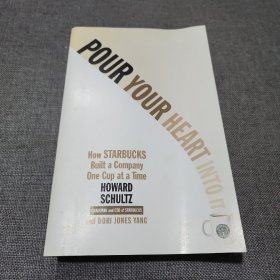 POUR YOUR HEART INTO IT
How STARBUCKS
Built a Company
One Cup at a Time
HOWARD
SCHULTZ
CHAIRMAN and CEO of STARBUCKS
and DORI JONES YANG